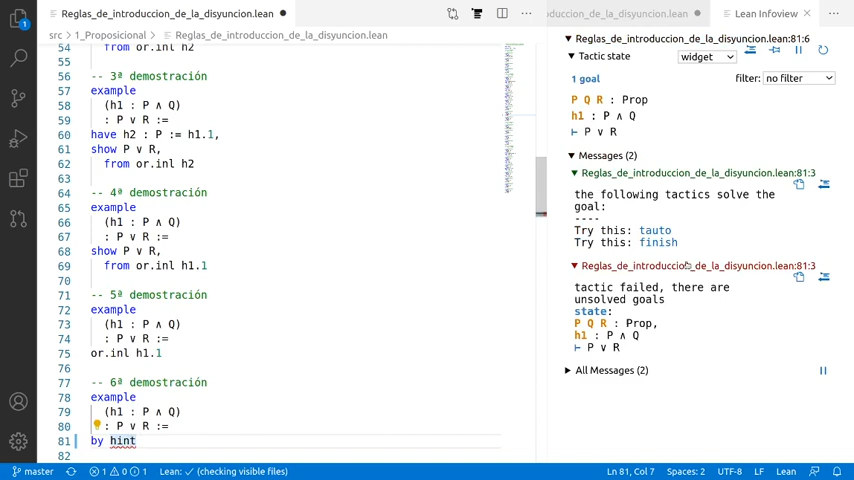 Reglas_de_introduccion_de_la_disyuncion.lean
src > 1_Proposicional > Reglas_de_introduccion_de_la_disyuncion.lean
54 from or.inl h2
55
56 -- 3ª demostración
57 example
58 (h1 : P ∧ Q)
59 : P ∨ R :=
60 have h2 : P := h1.1,
61 show P ∨ R,
62 from or.inl h2
63
64 -- 4ª demostración
65 example
66 (h1 : P ∧ Q)
67 : P ∨ R :=
68 show P ∨ R,
69 from or.inl h1.1
70
71 -- 5ª demostración
72 example
73 (h1 : P ∧ Q)
74 : P ∨ R :=
75 or.inl h1.1
76
77 -- 6ª demostración
78 example
79 (h1 : P ∧ Q)
80 : P ∨ R :=
81 by hint
82
ducion_de_la_disyuncion.lean
Lean Infoview
Reglas_de_introduccion_de_la_disyuncion.lean:81:6
Tactic state
widget
1 goal
filter: no filter
P Q R : Prop
h1 : P ∧ Q
⊢ P ∨ R
Messages (2)
Reglas_de_introduccion_de_la_disyuncion.lean:81:3
the following tactics solve the
goal:
----
Try this: tauto
Try this: finish
Reglas_de_introduccion_de_la_disyuncion.lean:81:3
tactic failed, there are
unsolved goals
state:
P Q R : Prop,
h1 : P ∧ Q
⊢ P ∨ R
All Messages (2)
1
master 1 0 1 Lean: ✓ (checking visible files) Ln 81, Col 7 Spaces: 2 UTF-8 LF Lean